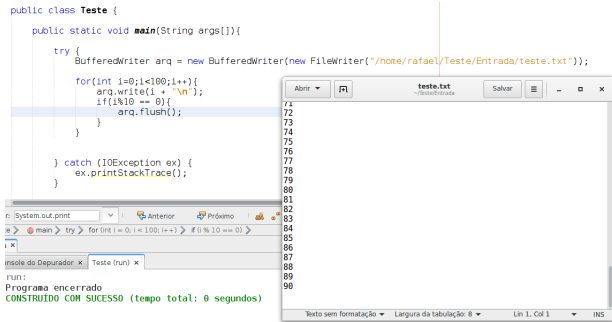 public class Teste {
public static void main(String args[]){
try {
BufferedWriter arq = new BufferedWriter(new FileWriter("/home/rafael/Teste/Entrada/teste.txt"));
for(int i=0;i<100;i++){
arq.write(i + "\n");
if(i%10 == 0){
arq.flush();
}
}
} catch (IOException ex) {
ex.printStackTrace();
}
r: System.out.print
Anterior
Próximo
main
try
for (int i = 0; i < 100; i++)
if (i % 10 == 0)
onsole do Depurador ×
Teste (run) ×
run:
Programa encerrado
CONSTRUÍDO COM SUCESSO (tempo total: 0 segundos)
Abrir
teste.txt
~/Teste/Entrada
Salvar
71
72
73
74
75
76
77
78
79
80
81
82
83
84
85
86
87
88
89
90
Texto sem formatação
Largura da tabulação: 8
Lin 1, Col 1
INS